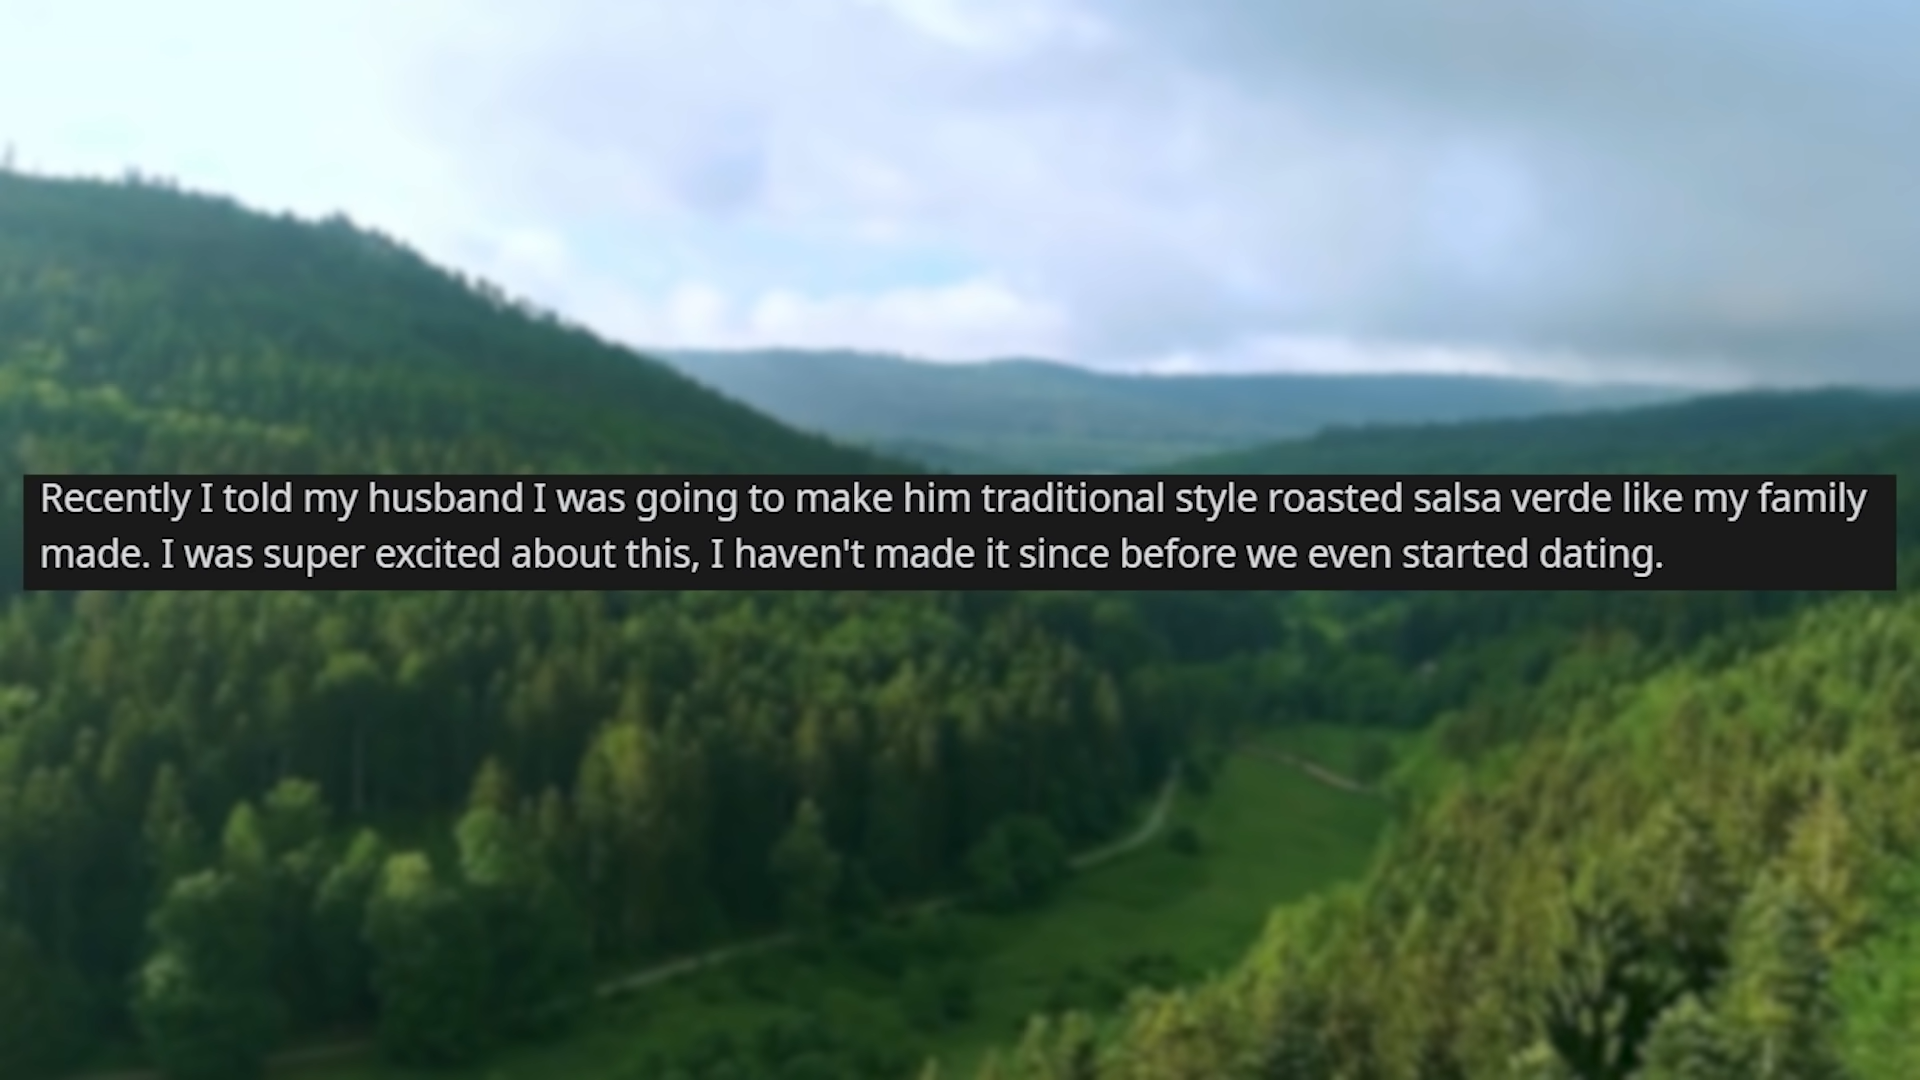 Recently I told my husband I was going to make him traditional style roasted salsa verde like my family
made. I was super excited about this, I haven't made it since before we even started dating.